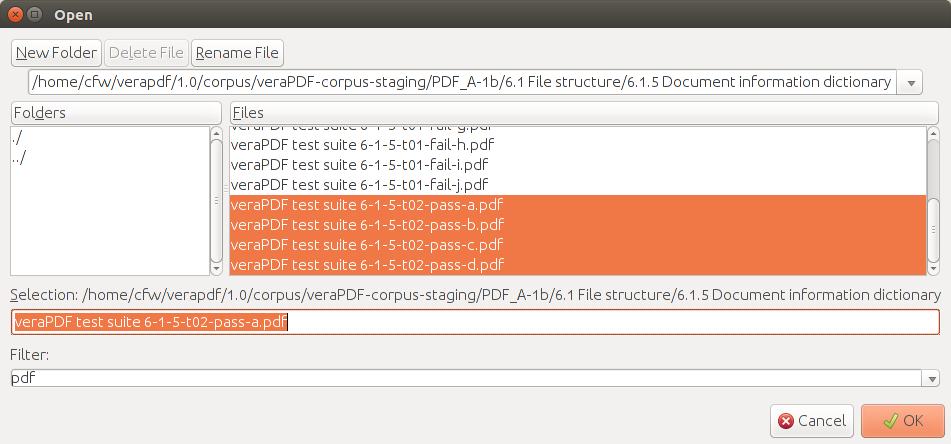 Open
New Folder Delete File Rename File
/home/cfw/verapdf/1.0/corpus/veraPDF-corpus-staging/PDF_A-1b/6.1 File structure/6.1.5 Document information dictionary
Folders Files
./
../
veraPDF test suite 6-1-5-t01-fail-g.pdf
veraPDF test suite 6-1-5-t01-fail-h.pdf
veraPDF test suite 6-1-5-t01-fail-i.pdf
veraPDF test suite 6-1-5-t01-fail-j.pdf
veraPDF test suite 6-1-5-t02-pass-a.pdf
veraPDF test suite 6-1-5-t02-pass-b.pdf
veraPDF test suite 6-1-5-t02-pass-c.pdf
veraPDF test suite 6-1-5-t02-pass-d.pdf
Selection: /home/cfw/verapdf/1.0/corpus/veraPDF-corpus-staging/PDF_A-1b/6.1 File structure/6.1.5 Document information dictionary
veraPDF test suite 6-1-5-t02-pass-a.pdf
Filter:
pdf
Cancel OK